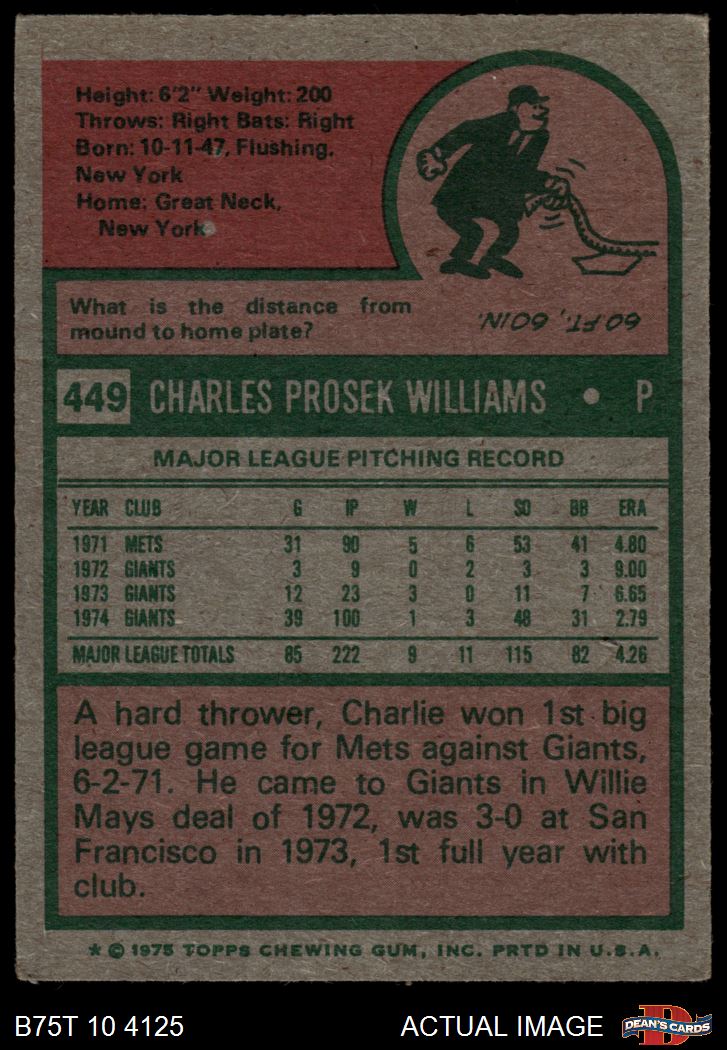 Height: 6'2" Weight: 200
Throws: Right Bats: Right
Born: 10-11-47, Flushing,
New York
Home: Great Neck,
New York
What is the distance from
mound to home plate?
60 FT., 60 IN.
449 CHARLES PROSEK WILLIAMS • P
MAJOR LEAGUE PITCHING RECORD
YEAR CLUB G IP W L SO BB ERA
1971 METS 31 90 5 6 53 41 4.80
1972 GIANTS 3 9 0 2 3 3 9.00
1973 GIANTS 12 23 3 0 11 7 6.65
1974 GIANTS 39 100 1 3 48 31 2.79
MAJOR LEAGUE TOTALS 85 222 9 11 115 82 4.26
A hard thrower, Charlie won 1st big
league game for Mets against Giants,
6-2-71. He came to Giants in Willie
Mays deal of 1972, was 3-0 at San
Francisco in 1973, 1st full year with
club.
* © 1975 TOPPS CHEWING GUM, INC. PRTD IN U.S.A.
B75T 10 4125 ACTUAL IMAGE D DEAN'S CARDS